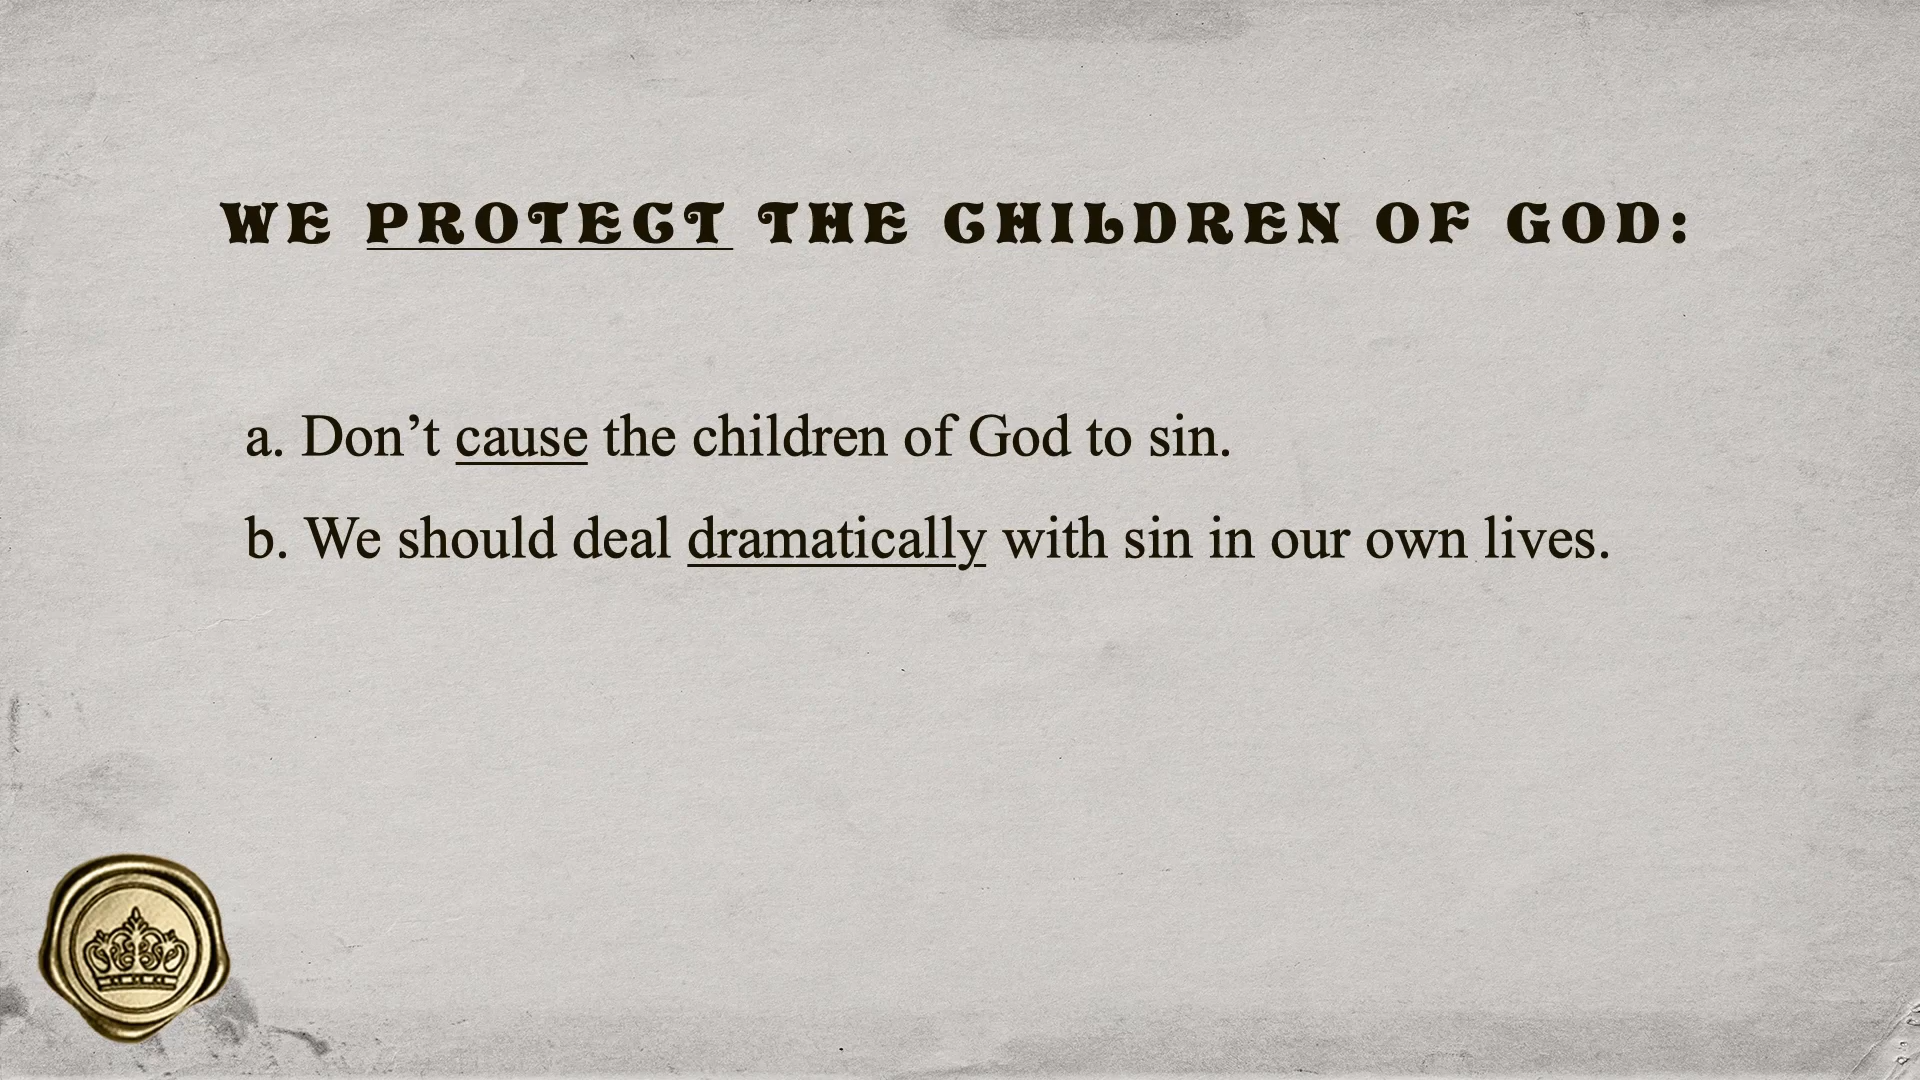 WE PROTECT THE CHILDREN OF GOD:
a. Don’t cause the children of God to sin.
b. We should deal dramatically with sin in our own lives.